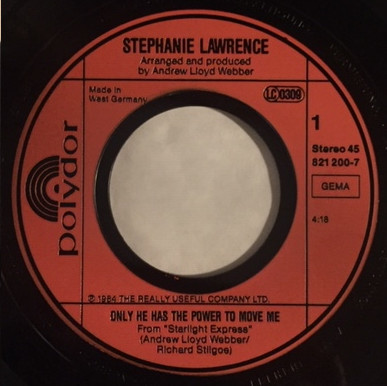 STEPHANIE LAWRENCE
Arranged and produced
by Andrew Lloyd Webber
Made in
West Germany
LC 0309
1
Stereo 45
821 200-7
GEMA
4:18
polydor
℗ 1984 THE REALLY USEFUL COMPANY LTD.
ONLY HE HAS THE POWER TO MOVE ME
From "Starlight Express"
(Andrew Lloyd Webber/
Richard Stilgoe)